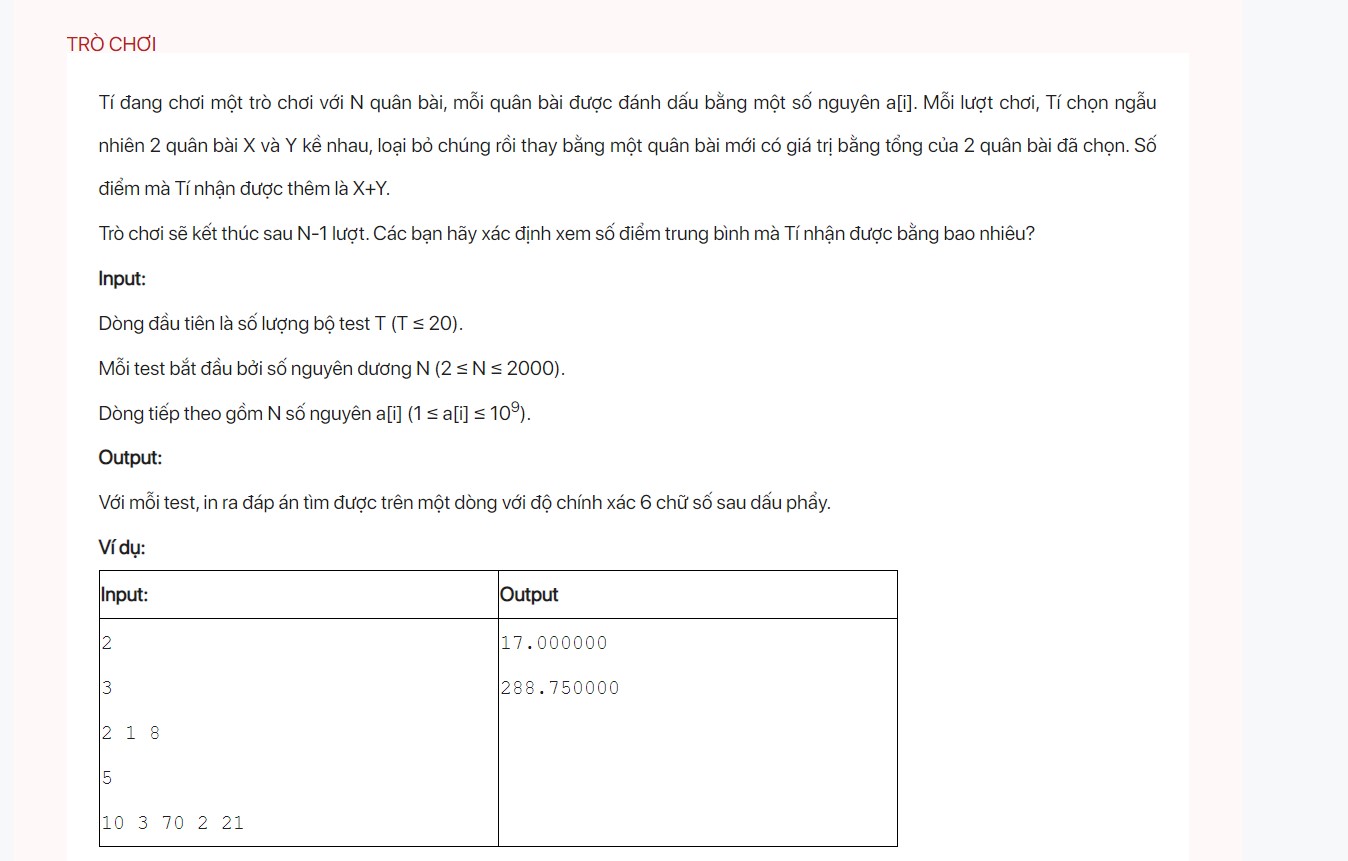 TRÒ CHƠI
Tí đang chơi một trò chơi với N quân bài, mỗi quân bài được đánh dấu bằng một số nguyên a[i]. Mỗi lượt chơi, Tí chọn ngẫu
nhiên 2 quân bài X và Y kề nhau, loại bỏ chúng rồi thay bằng một quân bài mới có giá trị bằng tổng của 2 quân bài đã chọn. Số
điểm mà Tí nhận được thêm là X+Y.
Trò chơi sẽ kết thúc sau N-1 lượt. Các bạn hãy xác định xem số điểm trung bình mà Tí nhận được bằng bao nhiêu?
Input:
Dòng đầu tiên là số lượng bộ test T (T ≤ 20).
Mỗi test bắt đầu bởi số nguyên dương N (2 ≤ N ≤ 2000).
Dòng tiếp theo gồm N số nguyên a[i] (1 ≤ a[i] ≤ 10⁹).
Output:
Với mỗi test, in ra đáp án tìm được trên một dòng với độ chính xác 6 chữ số sau dấu phẩy.
Ví dụ:
Input: Output
2 17.000000
3 288.750000
2 1 8
5
10 3 70 2 21